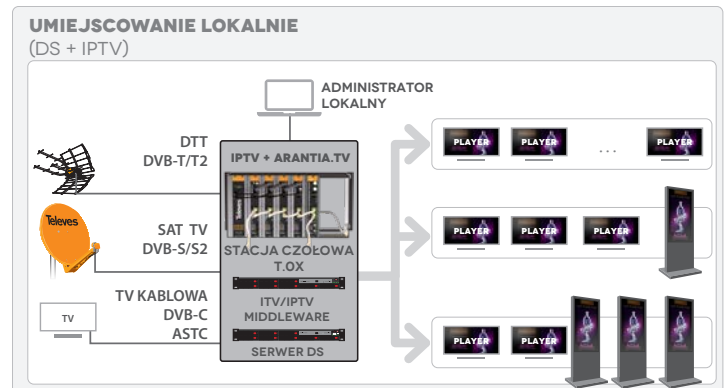 UMIEJSCOWANIE LOKALNIE
(DS + IPTV)
ADMINISTRATOR
LOKALNY
DTT
DVB-T/T2
IPTV + ARANTIA.TV
Televes
SAT TV
DVB-S/S2
STACJA CZOŁOWA
T.OX
TV KABLOWA
DVB-C
ASTC
TV
ITV/IPTV
MIDDLEWARE
SERWER DS
PLAYER
PLAYER
...
PLAYER
PLAYER
PLAYER
PLAYER
PLAYER
PLAYER